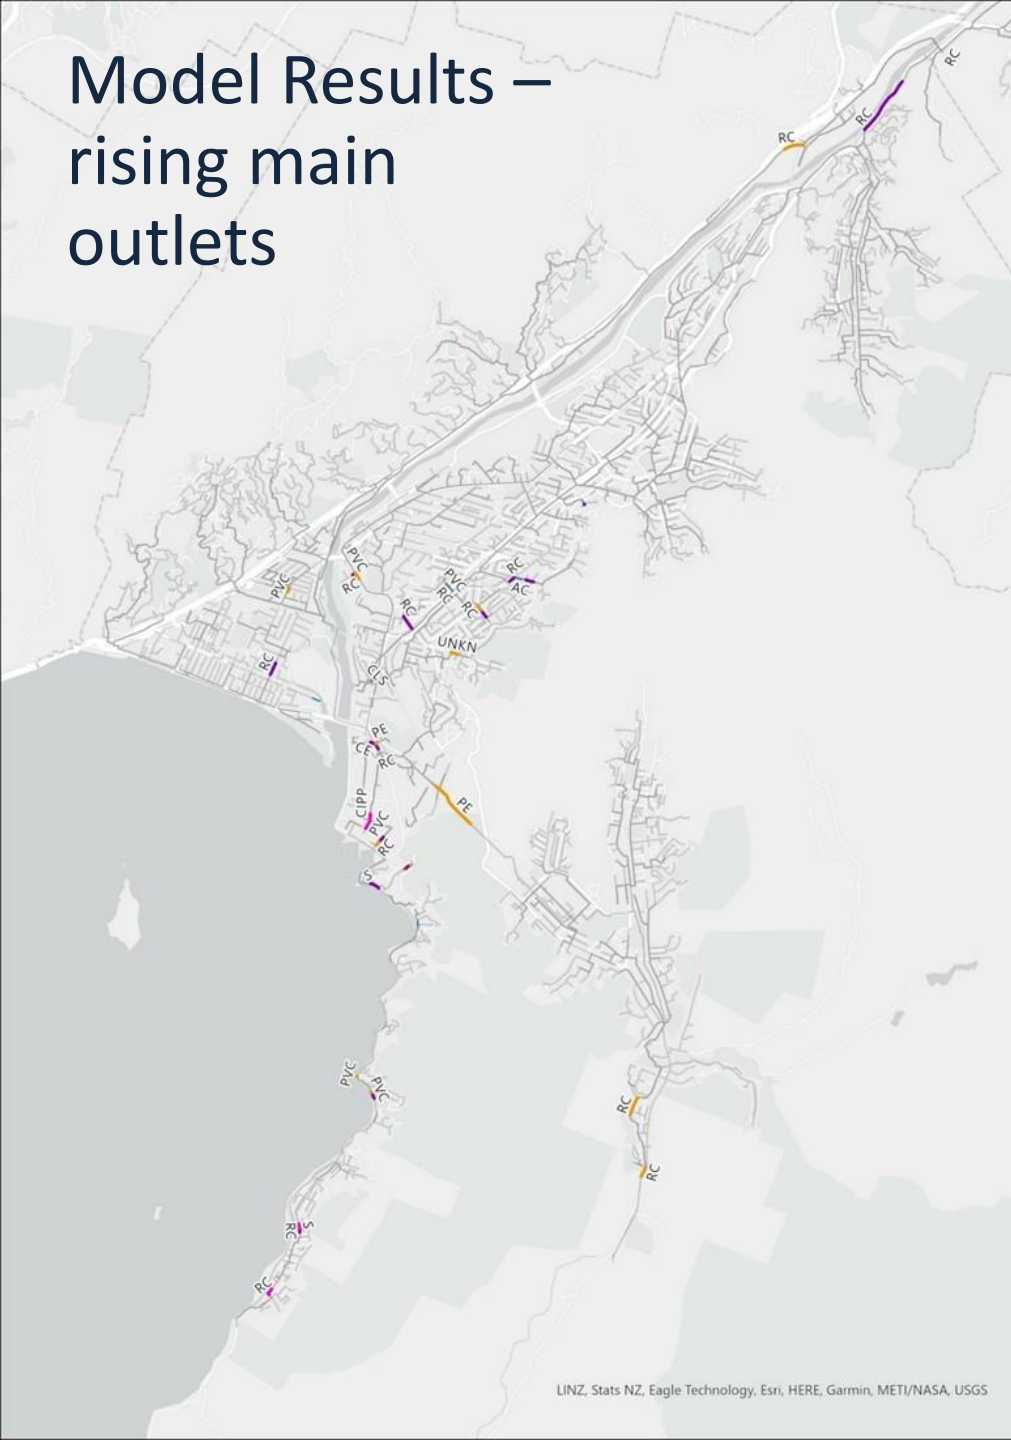 Model Results –
rising main
outlets
RC
RC
RC
PVC
RC
PVC
PVC
RC
RC
AC
RC
RC
UNKN
RC
CLS
PE
CE
RC
PE
CIPP
PVC
RC
S
PVC
PVC
RC
RC
RC
S
RC
LINZ, Stats NZ, Eagle Technology, Esri, HERE, Garmin, METI/NASA, USGS